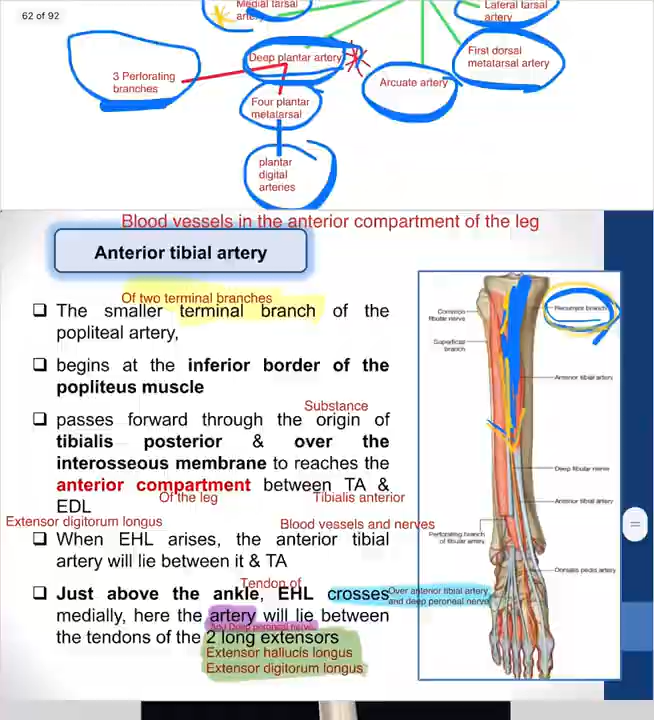 62 of 92
Medial tarsal
artery
Lateral tarsal
artery
3 Perforating
branches
Deep plantar artery
First dorsal
metatarsal artery
Arcuate artery
Four plantar
metatarsal
plantar
digital
arteries
Blood vessels in the anterior compartment of the leg
Anterior tibial artery
Of two terminal branches
❑ The smaller terminal branch of the
popliteal artery,
❑ begins at the inferior border of the
popliteus muscle
Substance
❑ passes forward through the origin of
tibialis posterior & over the
interosseous membrane to reaches the
anterior compartment between TA &
Of the leg Tibialis anterior
EDL
Extensor digitorum longus
Blood vessels and nerves
❑ When EHL arises, the anterior tibial
artery will lie between it & TA
Tendon of
❑ Just above the ankle, EHL crosses
Over anterior tibial artery
and deep peroneal nerve
medially, here the artery will lie between
And Deep peroneal nerve
the tendons of the 2 long extensors
Extensor hallucis longus
Extensor digitorum longus
Common
fibular nerve
Superficial
branch
Recurrent branch
Anterior tibial artery
Deep fibular nerve
Anterior tibial artery
Perforating branch
of fibular artery
Dorsalis pedis artery